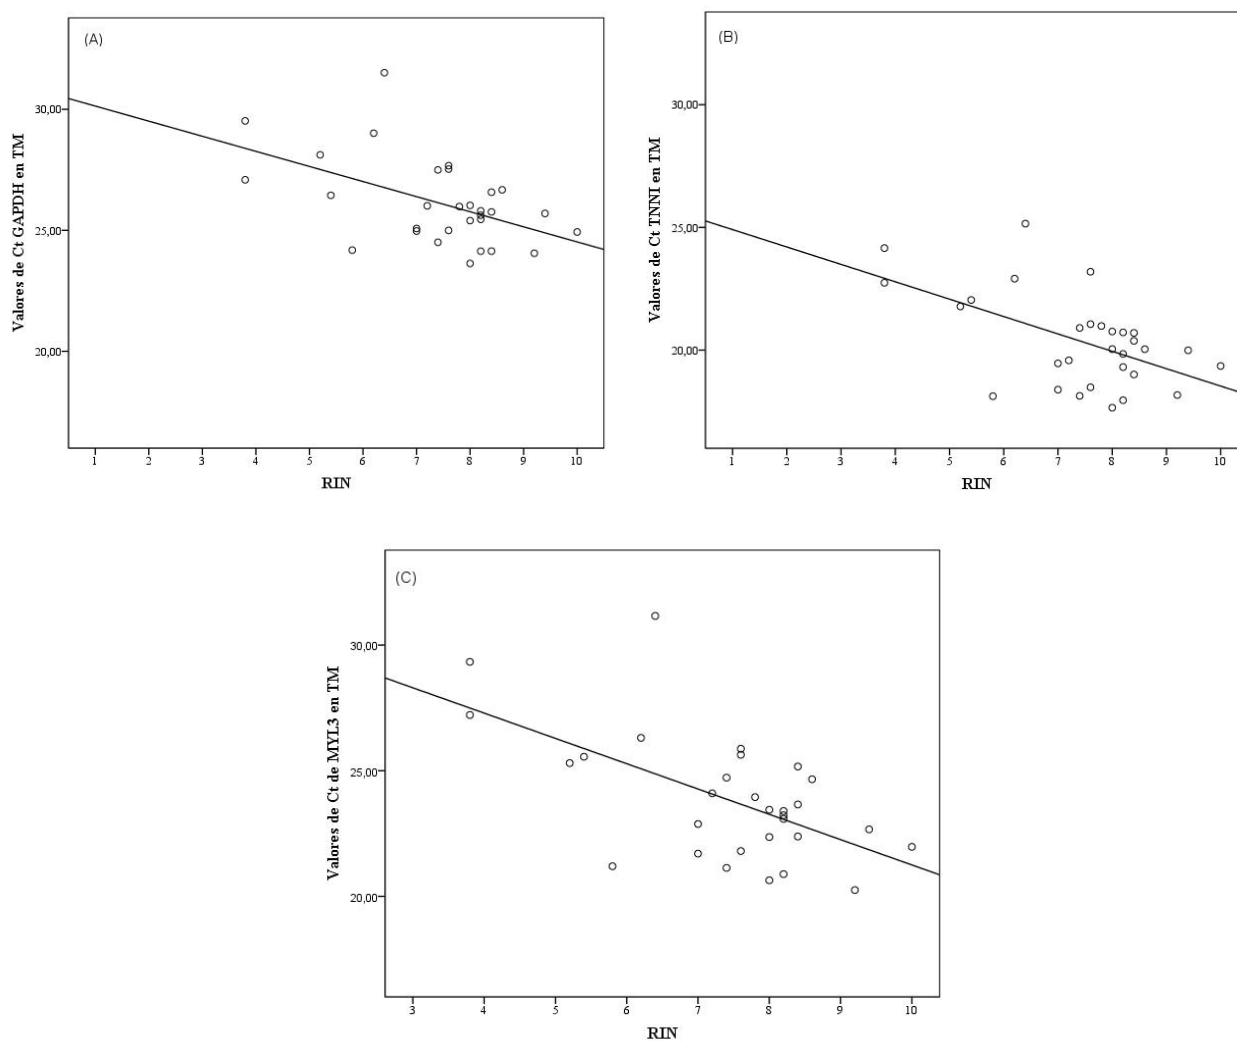 (A)
Valores de Ct GAPDH en TM
30,00
25,00
20,00
1 2 3 4 5 6 7 8 9 10
RIN
(B)
Valores de Ct TNNI en TM
30,00
25,00
20,00
1 2 3 4 5 6 7 8 9 10
RIN
(C)
Valores de Ct de MYL3 en TM
30,00
25,00
20,00
3 4 5 6 7 8 9 10
RIN